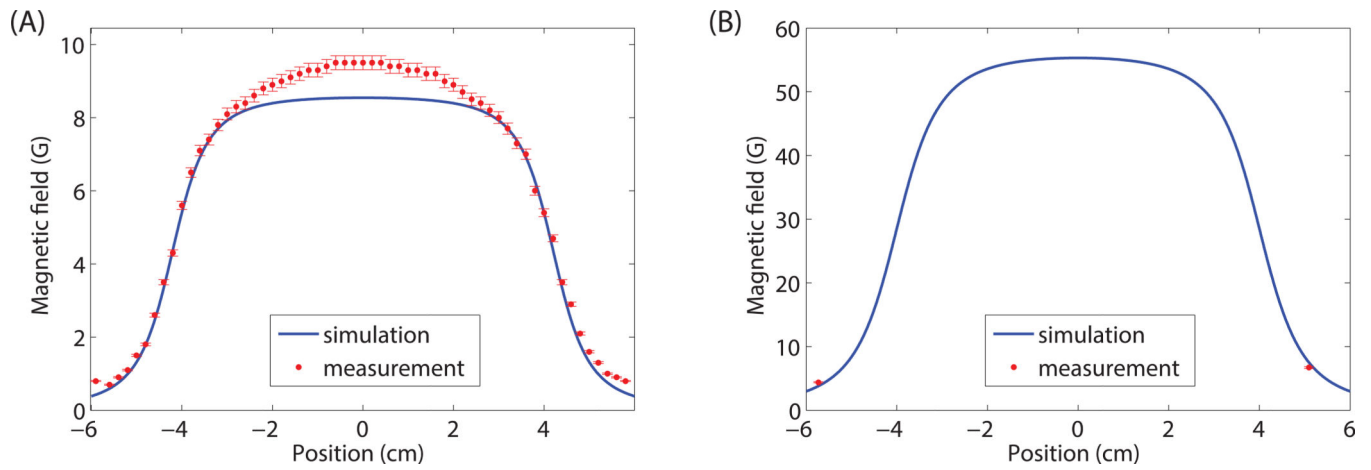 (A)
10
8
6
4
2
0
Magnetic field (G)
simulation
measurement
−6 −4 −2 0 2 4
Position (cm)
(B)
60
50
40
30
20
10
0
Magnetic field (G)
simulation
measurement
−6 −4 −2 0 2 4 6
Position (cm)